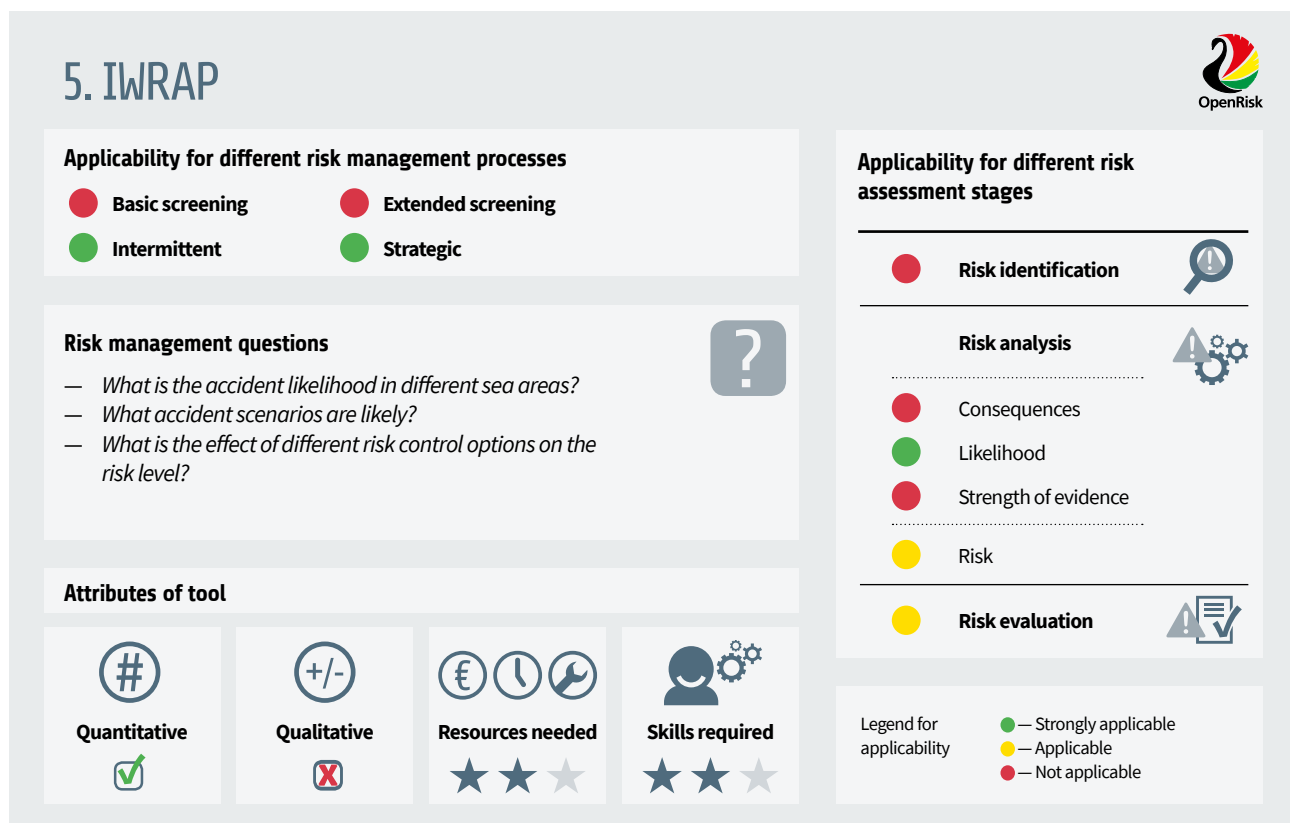 5. IWRAP
OpenRisk
Applicability for different risk management processes
Basic screening
Extended screening
Intermittent
Strategic
Risk management questions
?
— What is the accident likelihood in different sea areas?
— What accident scenarios are likely?
— What is the effect of different risk control options on the
risk level?
Attributes of tool
#
Quantitative
+/-
Qualitative
€
Resources needed
Skills required
Applicability for different risk
assessment stages
Risk identification
Risk analysis
Consequences
Likelihood
Strength of evidence
Risk
Risk evaluation
Legend for
applicability
— Strongly applicable
— Applicable
— Not applicable